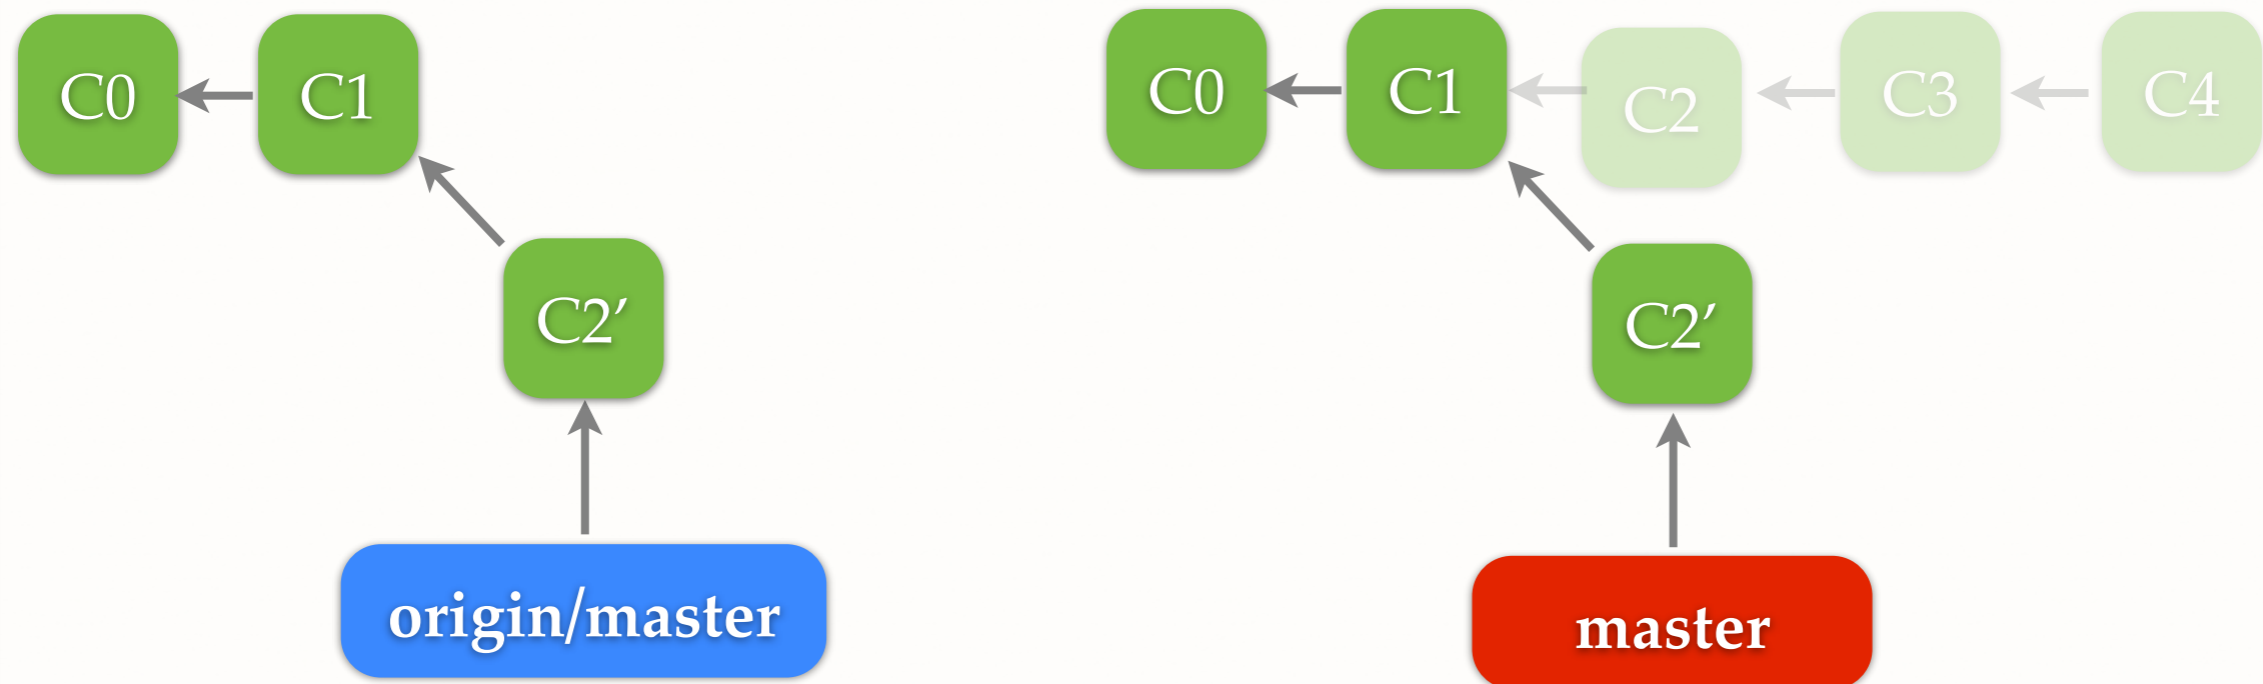 C0 C1 C0 C1 C2 C3 C4
C2′ C2′
origin/master master